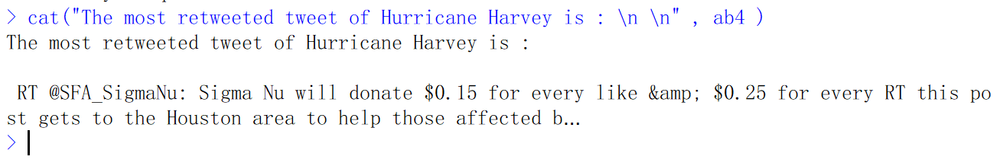 > cat("The most retweeted tweet of Hurricane Harvey is : \n \n" , ab4 )
The most retweeted tweet of Hurricane Harvey is :
RT @SFA_SigmaNu: Sigma Nu will donate $0.15 for every like &amp; $0.25 for every RT this po
st gets to the Houston area to help those affected b…
>